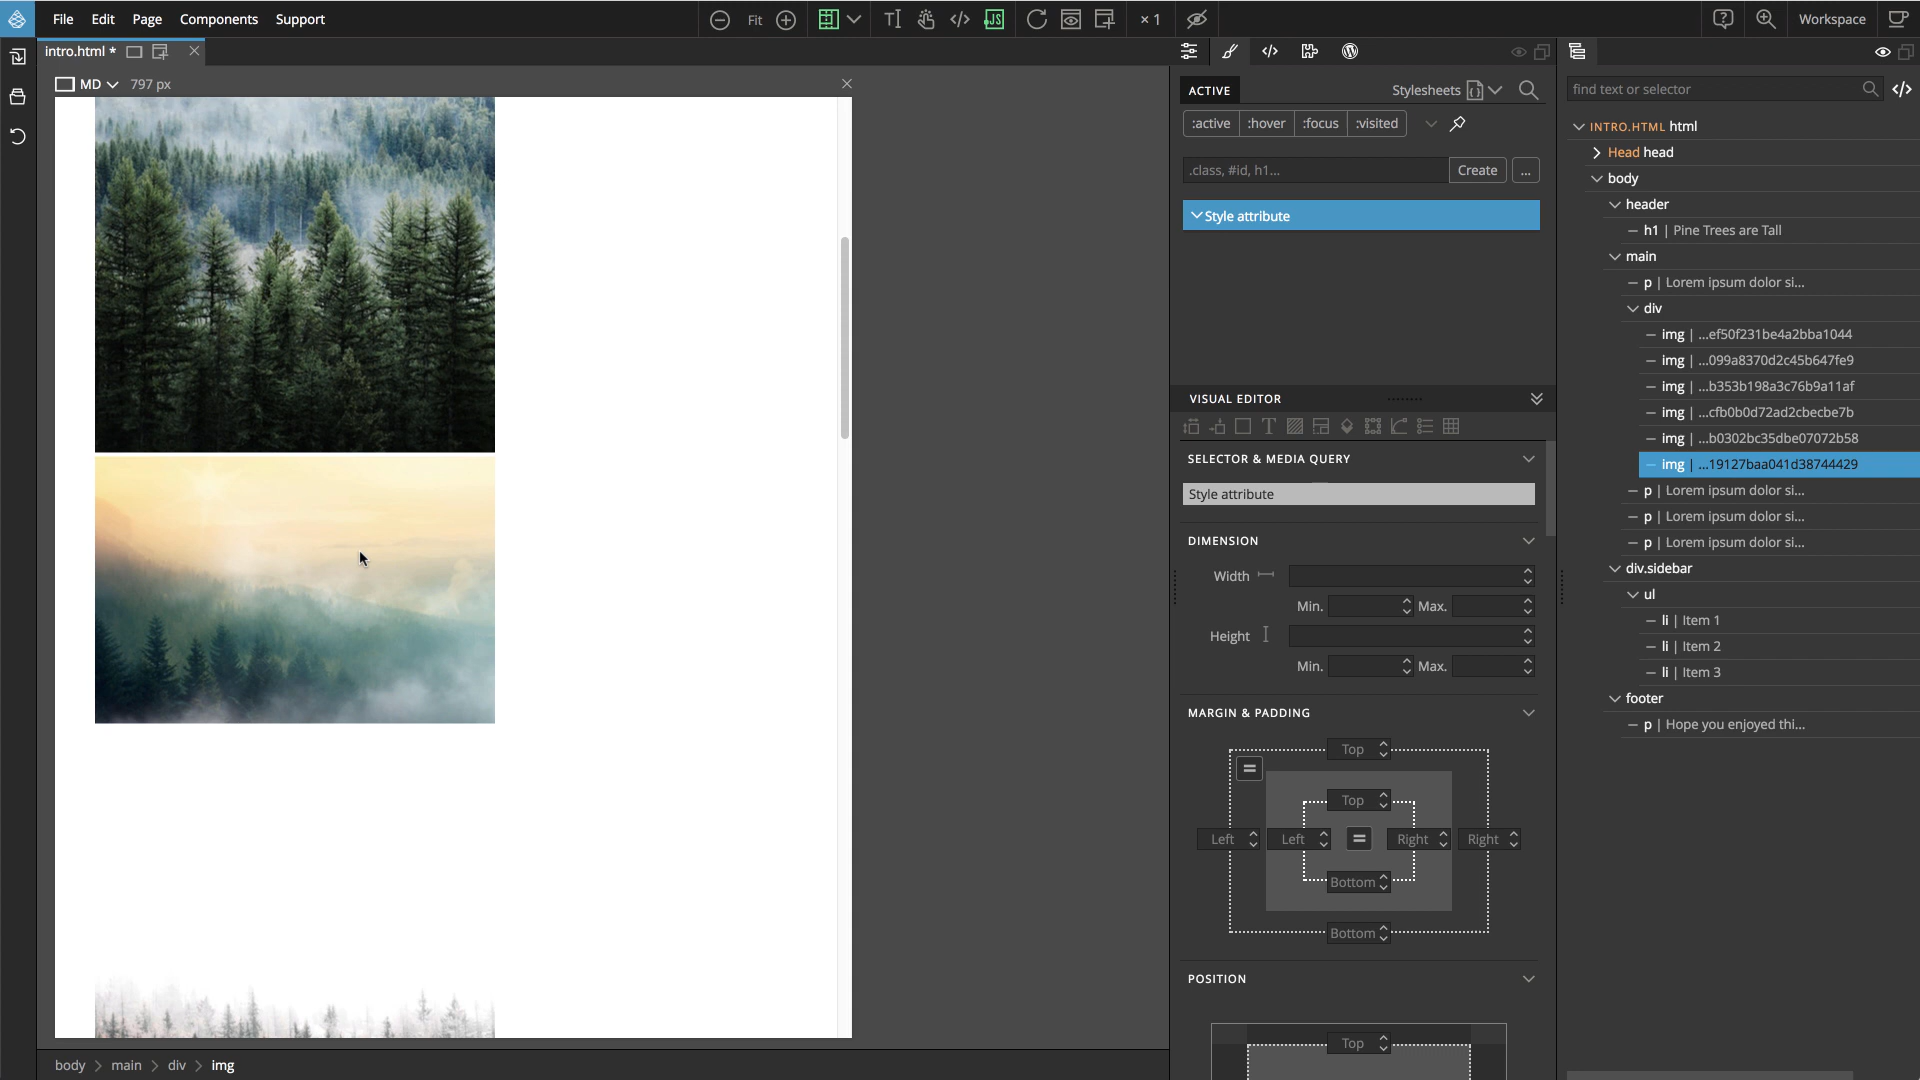 File Edit Page Components Support
Fit
TI
JS
× 1
Workspace
intro.html *
MD 797 px
ACTIVE
Stylesheets
:active :hover :focus :visited
.class, #id, h1...
Create ...
Style attribute
VISUAL EDITOR
SELECTOR & MEDIA QUERY
Style attribute
DIMENSION
Width
Min. Max.
Height
Min. Max.
MARGIN & PADDING
Top
Top
Left Left Right Right
Bottom
Bottom
POSITION
Top
find text or selector
INTRO.HTML html
Head head
body
header
h1 | Pine Trees are Tall
main
p | Lorem ipsum dolor si...
div
img | ...ef50f231be4a2bba1044
img | ...099a8370d2c45b647fe9
img | ...b353b198a3c76b9a11af
img | ...cfb0b0d72ad2cbecbe7b
img | ...b0302bc35dbe07072b58
img | ...19127baa041d38744429
p | Lorem ipsum dolor si...
p | Lorem ipsum dolor si...
p | Lorem ipsum dolor si...
div.sidebar
ul
li | Item 1
li | Item 2
li | Item 3
footer
p | Hope you enjoyed thi...
body > main > div > img